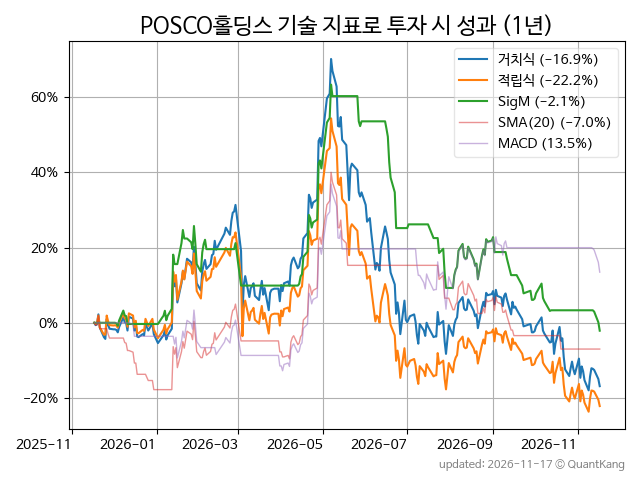 POSCO홀딩스 기술 지표로 투자 시 성과 (1년)
거치식 (-16.9%)
적립식 (-22.2%)
SigM (-2.1%)
SMA(20) (-7.0%)
MACD (13.5%)
60%
40%
20%
0%
-20%
2025-11
2026-01
2026-03
2026-05
2026-07
2026-09
2026-11
updated: 2026-11-17 © QuantKang